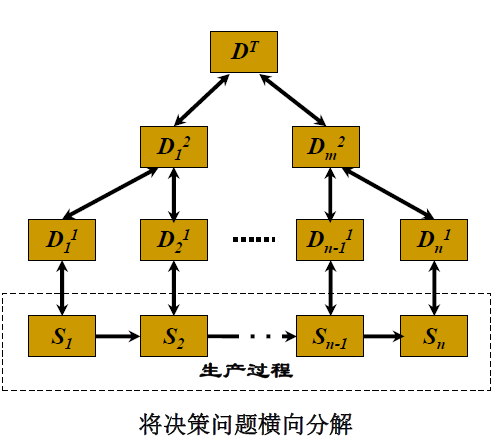 D^T
D_1^2 D_m^2
D_1^1 D_2^1 ...... D_{n-1}^1 D_n^1
S_1 S_2 · · · S_{n-1} S_n
生产过程
将决策问题横向分解